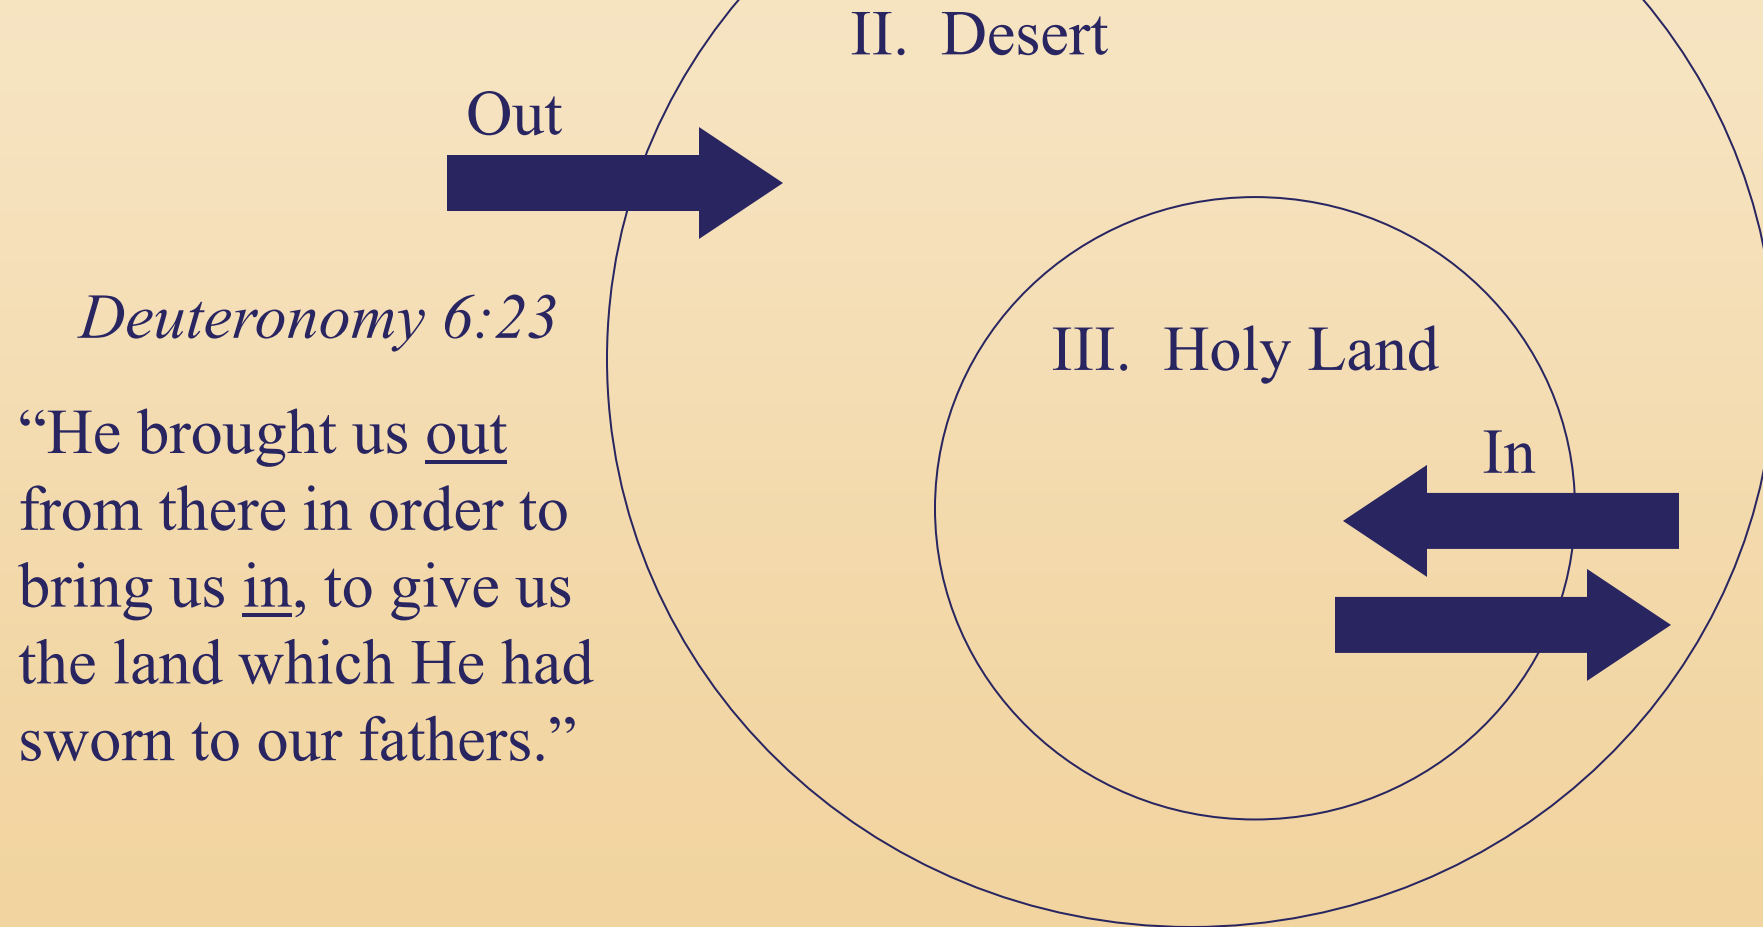 II. Desert
Out
Deuteronomy 6:23
III. Holy Land
“He brought us out
In
from there in order to
bring us in, to give us
the land which He had
sworn to our fathers.”